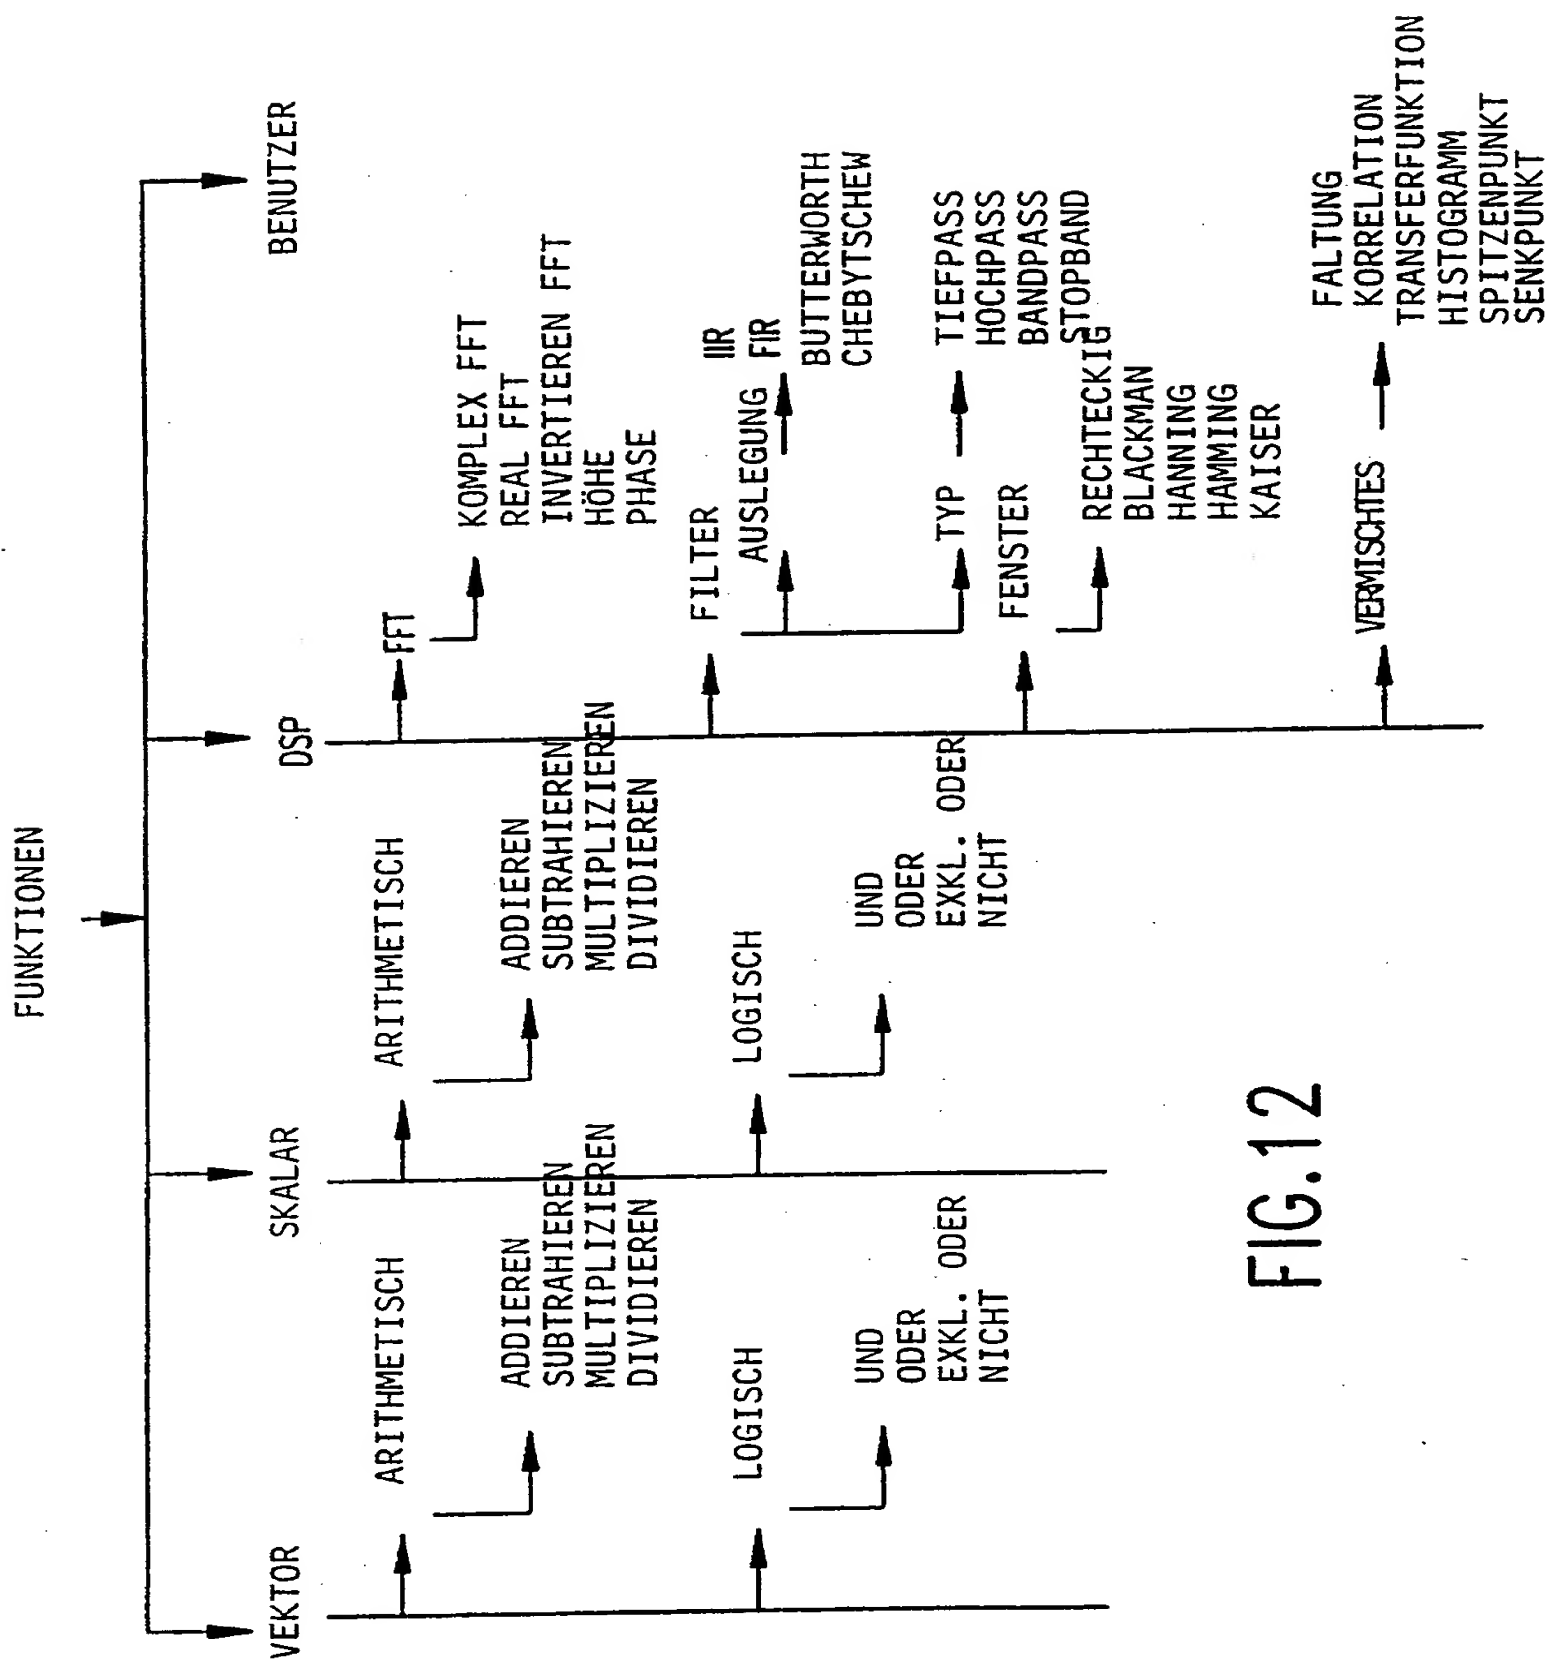 FUNKTIONEN
VEKTOR
ARITHMETISCH
ADDIEREN
SUBTRAHIEREN
MULTIPLIZIEREN
DIVIDIEREN
LOGISCH
UND
ODER
EXKL. ODER
NICHT
SKALAR
ARITHMETISCH
ADDIEREN
SUBTRAHIEREN
MULTIPLIZIEREN
DIVIDIEREN
LOGISCH
UND
ODER
EXKL. ODER
NICHT
DSP
FFT
KOMPLEX FFT
REAL FFT
INVERTIEREN FFT
HÖHE
PHASE
FILTER
AUSLEGUNG
IIR
FIR
BUTTERWORTH
CHEBYTSCHEW
TYP
TIEFPASS
HOCHPASS
BANDPASS
STOPBAND
FENSTER
RECHTECKIG
BLACKMAN
HANNING
HAMMING
KAISER
VERMISCHTES
FALTUNG
KORRELATION
TRANSFERFUNKTION
HISTOGRAMM
SPITZENPUNKT
SENKPUNKT
BENUTZER
FIG.12